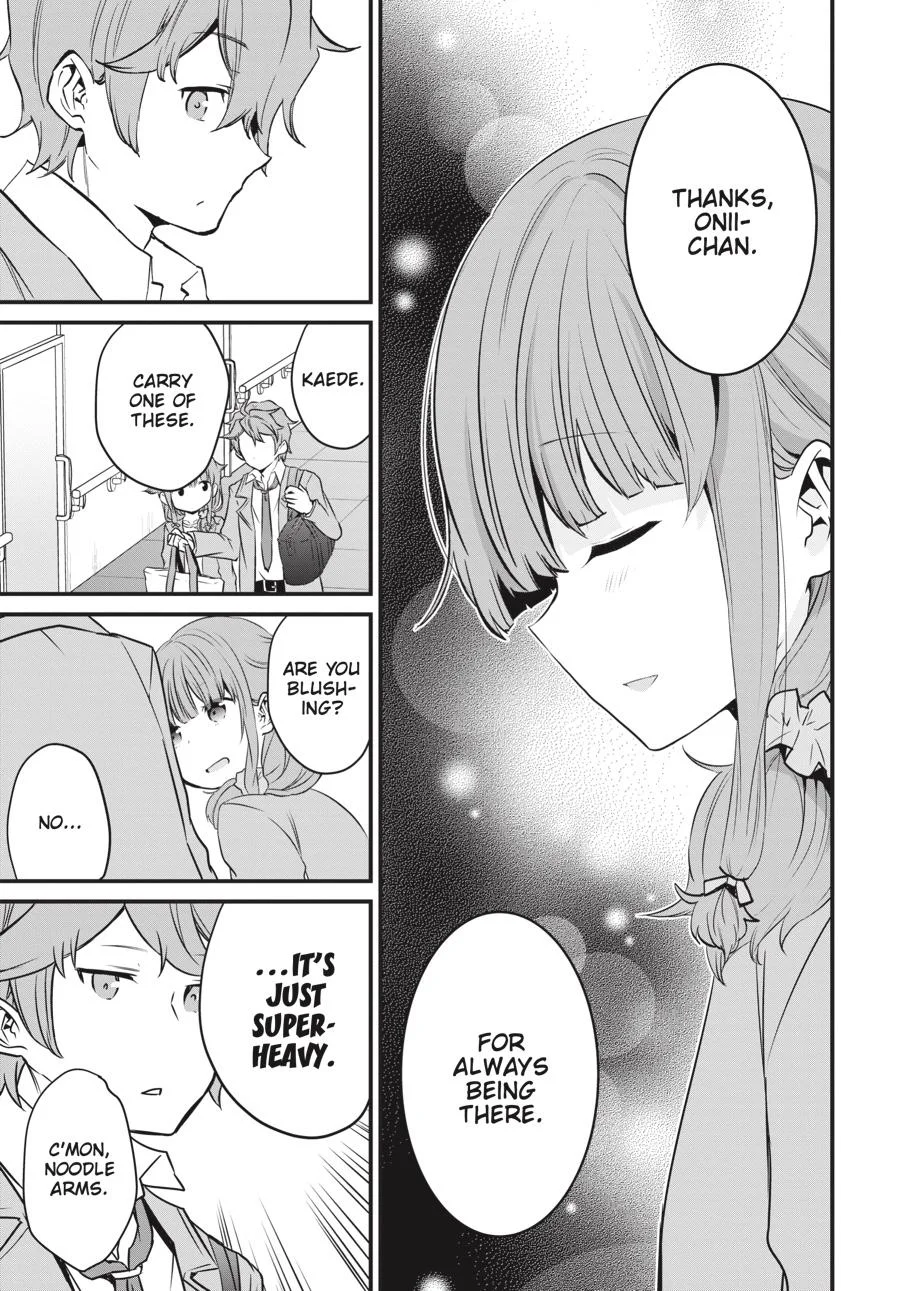 THANKS,
ONII-
CHAN.
FOR
ALWAYS
BEING
THERE.
KAEDE.
CARRY
ONE OF
THESE.
ARE YOU
BLUSH-
ING?
NO...
...IT'S
JUST
SUPER-
HEAVY.
C'MON,
NOODLE
ARMS.